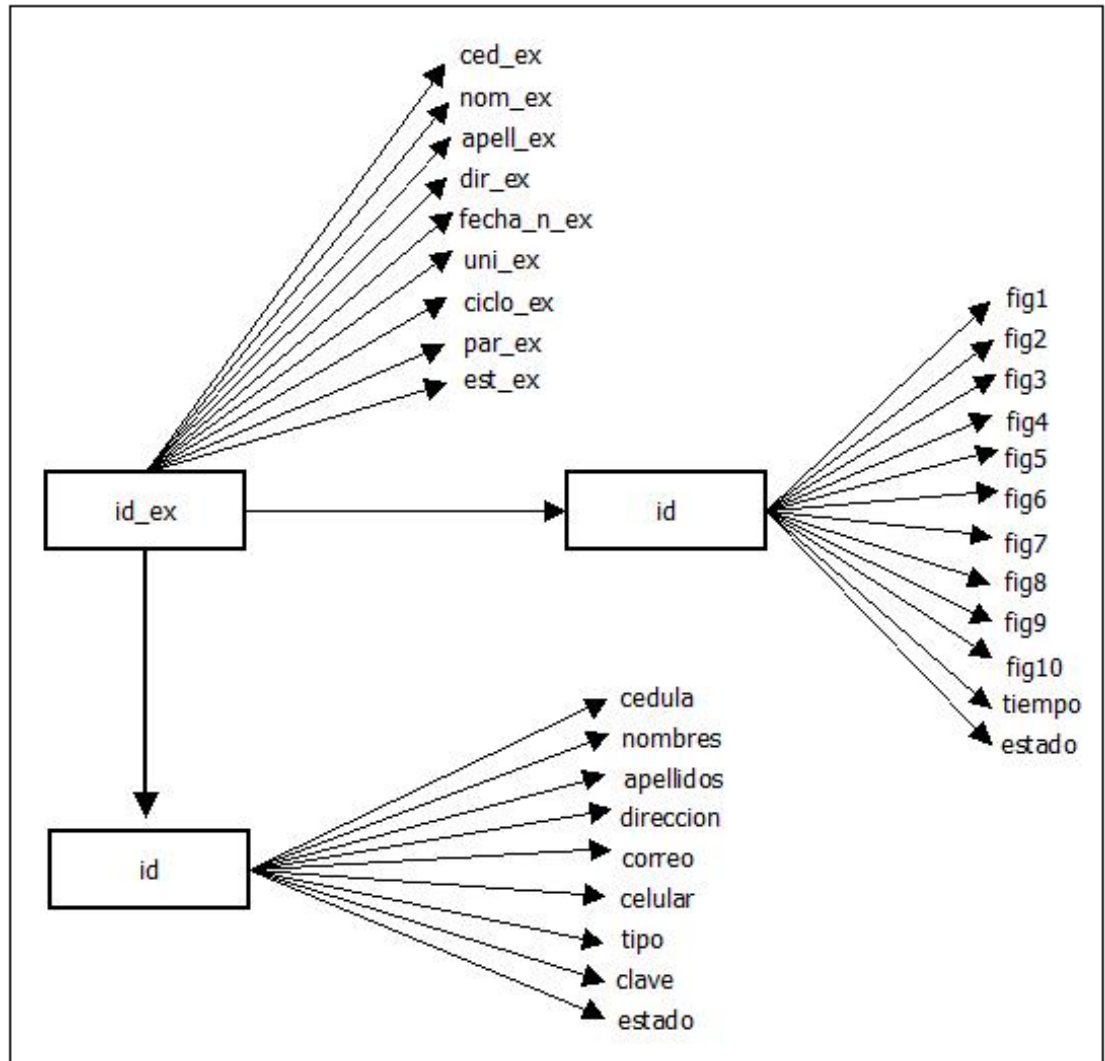 ced_ex
nom_ex
apell_ex
dir_ex
fecha_n_ex
uni_ex
ciclo_ex
par_ex
est_ex
id_ex
id
fig1
fig2
fig3
fig4
fig5
fig6
fig7
fig8
fig9
fig10
tiempo
estado
id
cedula
nombres
apellidos
direccion
correo
celular
tipo
clave
estado